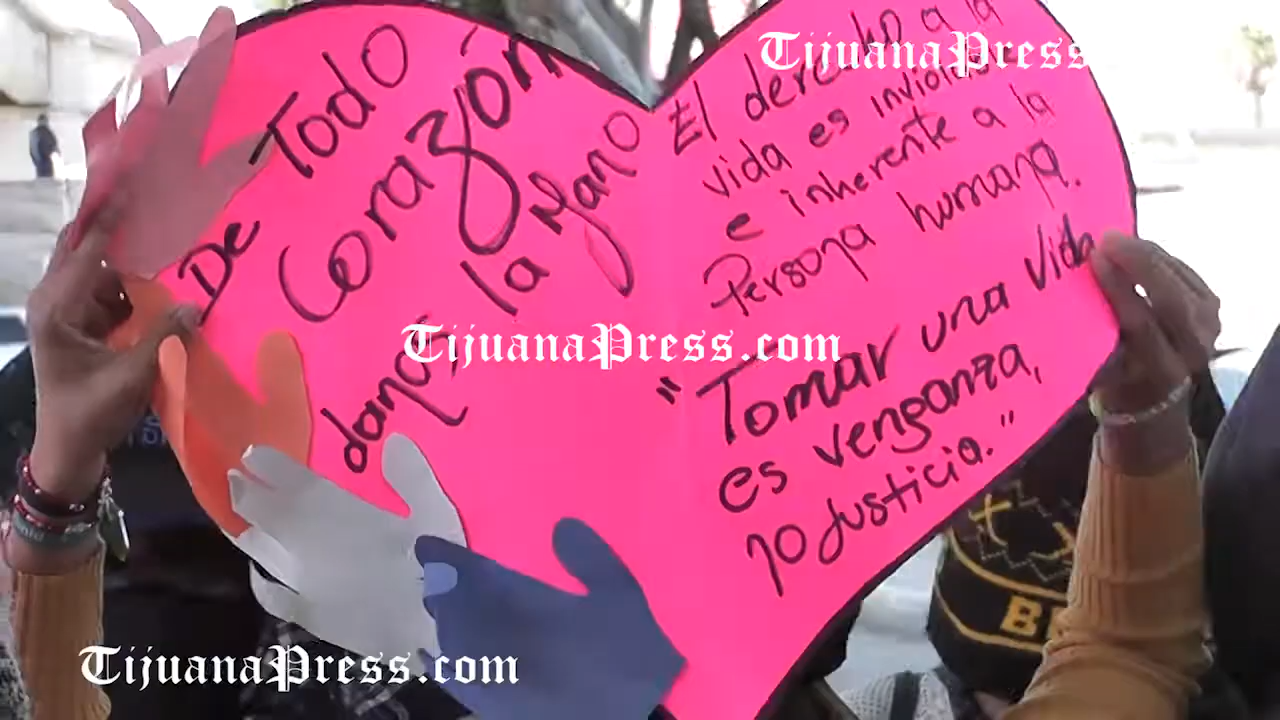 TijuanaPress
De Todo
Corazón
damos la Mano
El derecho a la
vida es inviolable
e inherente a la
Persona humana.
"Tomar una vida
es venganza,
no justicia."
TijuanaPress.com
TijuanaPress.com